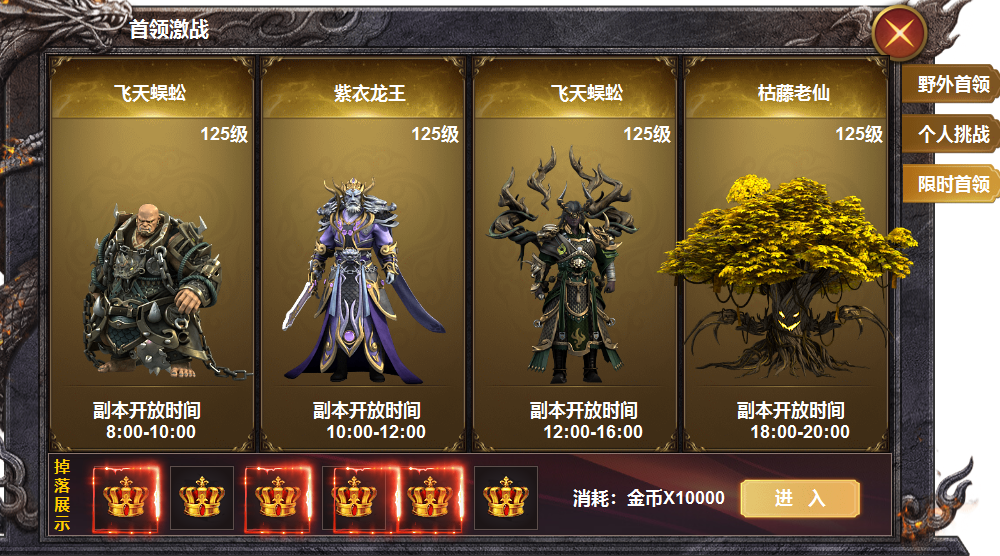 首领激战
野外首领
个人挑战
限时首领
飞天蜈蚣
125级
副本开放时间
8:00-10:00
紫衣龙王
125级
副本开放时间
10:00-12:00
飞天蜈蚣
125级
副本开放时间
12:00-16:00
枯藤老仙
125级
副本开放时间
18:00-20:00
掉落展示
消耗：金币X10000
进 入